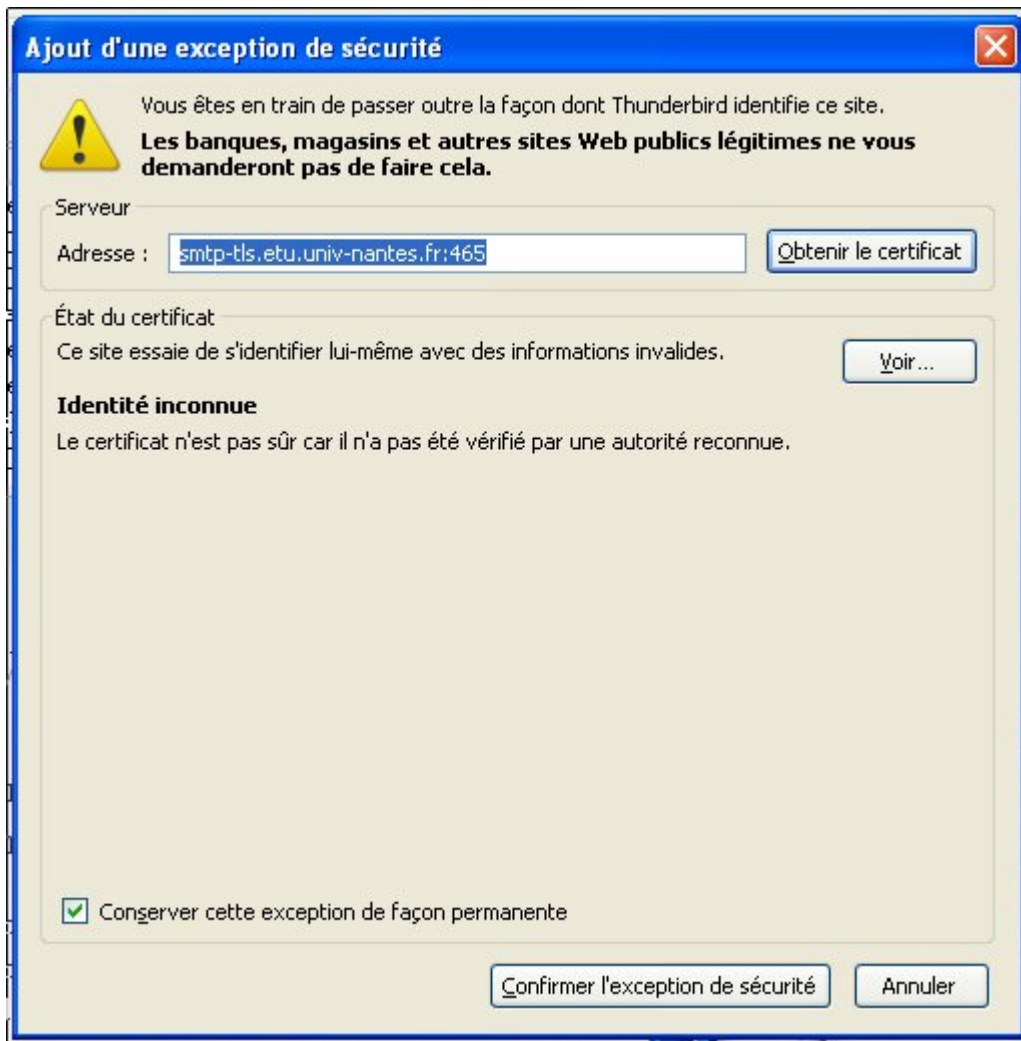 Ajout d'une exception de sécurité
Vous êtes en train de passer outre la façon dont Thunderbird identifie ce site.
Les banques, magasins et autres sites Web publics légitimes ne vous
demanderont pas de faire cela.
Serveur
Adresse : smtp-tls.etu.univ-nantes.fr:465 Obtenir le certificat
État du certificat
Ce site essaie de s'identifier lui-même avec des informations invalides.
Voir...
Identité inconnue
Le certificat n'est pas sûr car il n'a pas été vérifié par une autorité reconnue.
Conserver cette exception de façon permanente
Confirmer l'exception de sécurité Annuler